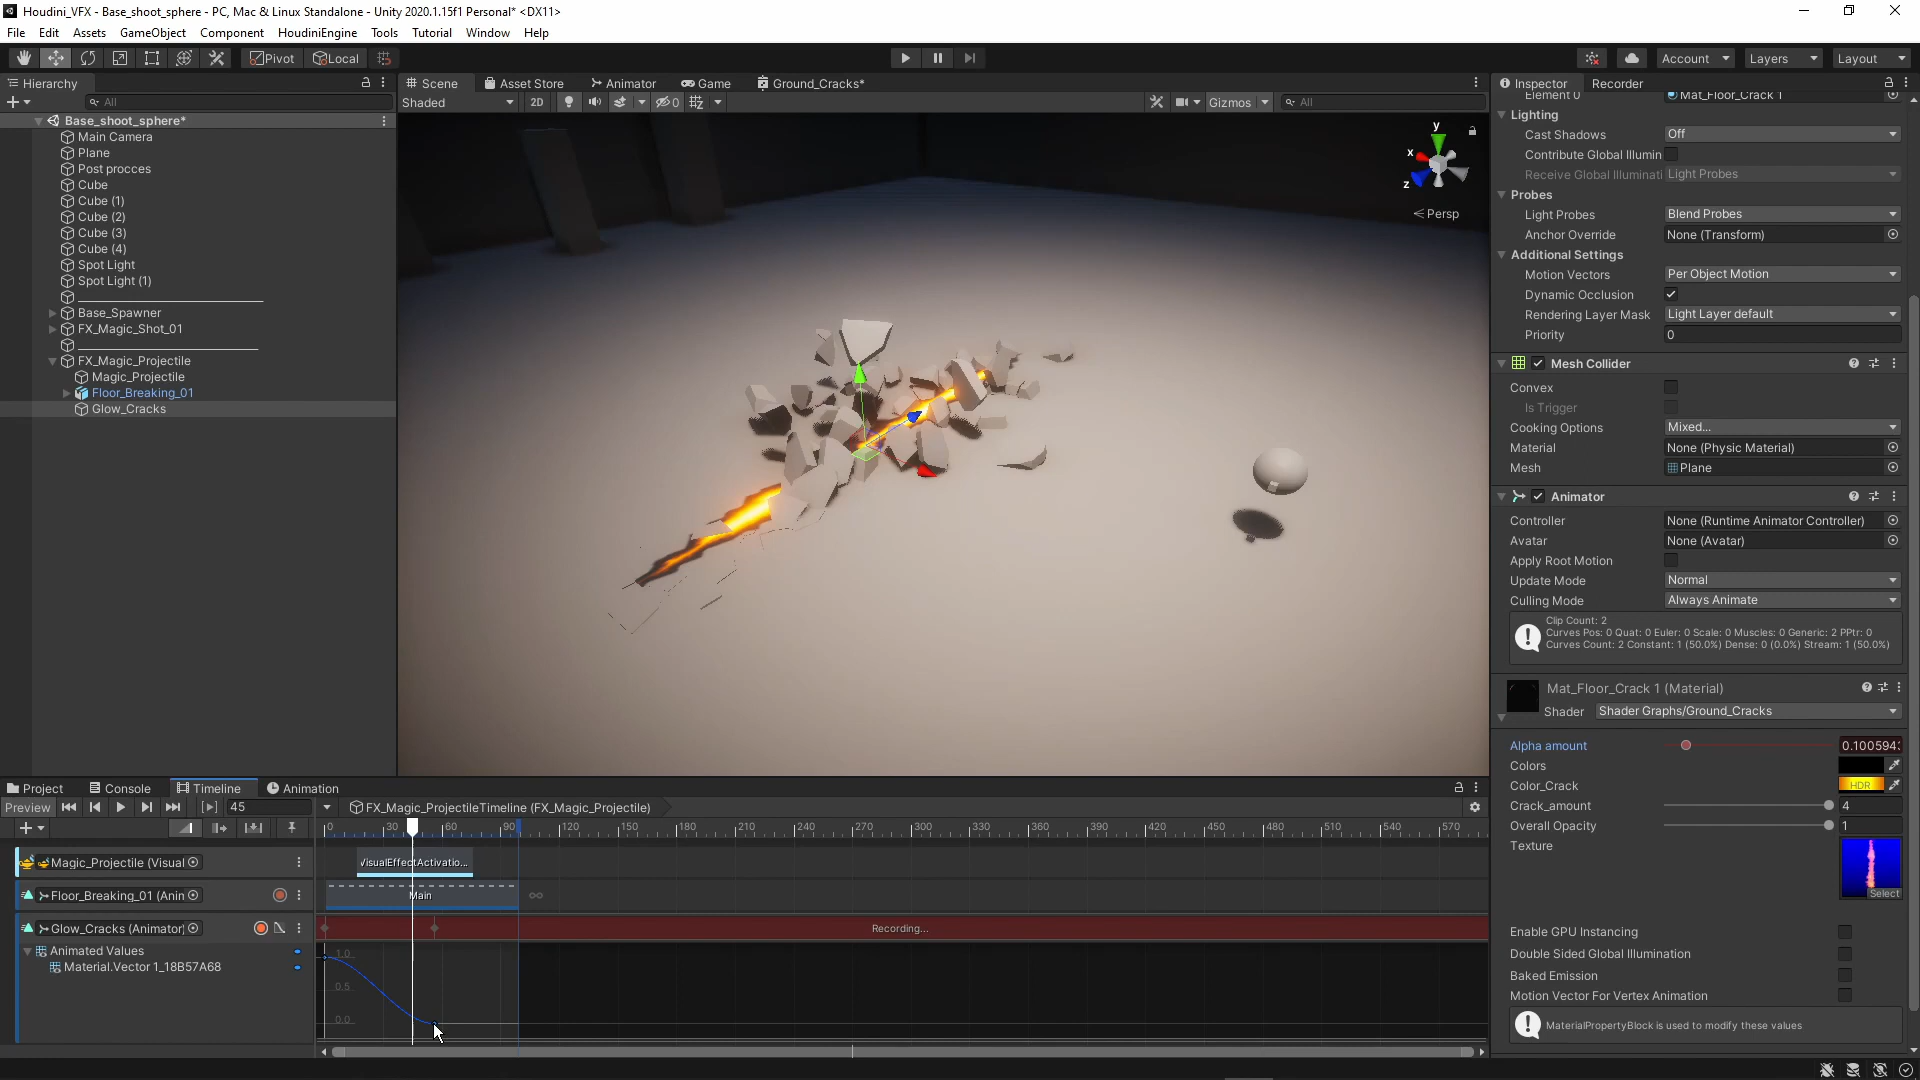 Houdini_VFX - Base_shoot_sphere - PC, Mac & Linux Standalone - Unity 2020.1.15f1 Personal* <DX11>
File Edit Assets GameObject Component HoudiniEngine Tools Tutorial Window Help
Pivot Local Account Layers Layout
Hierarchy
All
Base_shoot_sphere*
Main Camera
Plane
Post procces
Cube
Cube (1)
Cube (2)
Cube (3)
Cube (4)
Spot Light
Spot Light (1)
Base_Spawner
FX_Magic_Shot_01
FX_Magic_Projectile
Magic_Projectile
Floor_Breaking_01
Glow_Cracks
Scene Asset Store Animator Game Ground_Cracks*
Shaded 2D 0 Gizmos All
y
x
z
Persp
Inspector Recorder
Element 0 Mat_Floor_Crack 1
Lighting
Cast Shadows Off
Contribute Global Illumin
Receive Global Illuminati Light Probes
Probes
Light Probes Blend Probes
Anchor Override None (Transform)
Additional Settings
Motion Vectors Per Object Motion
Dynamic Occlusion
Rendering Layer Mask Light Layer default
Priority 0
Mesh Collider
Convex
Is Trigger
Cooking Options Mixed...
Material None (Physic Material)
Mesh Plane
Animator
Controller None (Runtime Animator Controller)
Avatar None (Avatar)
Apply Root Motion
Update Mode Normal
Culling Mode Always Animate
Clip Count: 2
Curves Pos: 0 Quat: 0 Euler: 0 Scale: 0 Muscles: 0 Generic: 2 PPtr: 0
Curves Count: 2 Constant: 1 (50.0%) Dense: 0 (0.0%) Stream: 1 (50.0%)
Mat_Floor_Crack 1 (Material)
Shader Shader Graphs/Ground_Cracks
Alpha amount 0.100594
Colors
Color_Crack HDR
Crack_amount 4
Overall Opacity 1
Texture
Select
Enable GPU Instancing
Double Sided Global Illumination
Baked Emission
Motion Vector For Vertex Animation
MaterialPropertyBlock is used to modify these values
Project Console Timeline Animation
Preview 45 FX_Magic_ProjectileTimeline (FX_Magic_Projectile)
0 30 60 90 120 150 180 210 240 270 300 330 360 390 420 450 480 510 540 570
Magic_Projectile (Visual VisualEffectActivatio...
Floor_Breaking_01 (Anin Main
Glow_Cracks (Animator) Recording...
Animated Values 1.0
Material.Vector 1_18B57A68
0.5
0.0